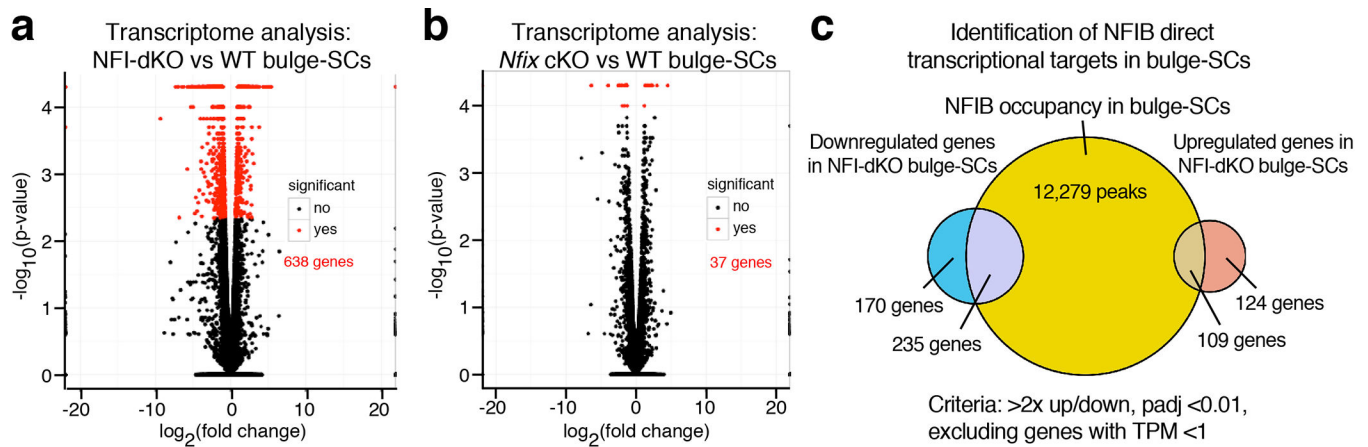 a
Transcriptome analysis:
NFI-dKO vs WT bulge-SCs
-log10(p-value)
4
3
2
1
0
-20
-10
0
10
20
log2(fold change)
significant
no
yes
638 genes
b
Transcriptome analysis:
Nfix cKO vs WT bulge-SCs
-log10(p-value)
4
3
2
1
0
-20
-10
0
10
20
log2(fold change)
significant
no
yes
37 genes
c
Identification of NFIB direct
transcriptional targets in bulge-SCs
NFIB occupancy in bulge-SCs
Downregulated genes
in NFI-dKO bulge-SCs
Upregulated genes in
NFI-dKO bulge-SCs
12,279 peaks
170 genes
235 genes
124 genes
109 genes
Criteria: >2x up/down, padj <0.01,
excluding genes with TPM <1